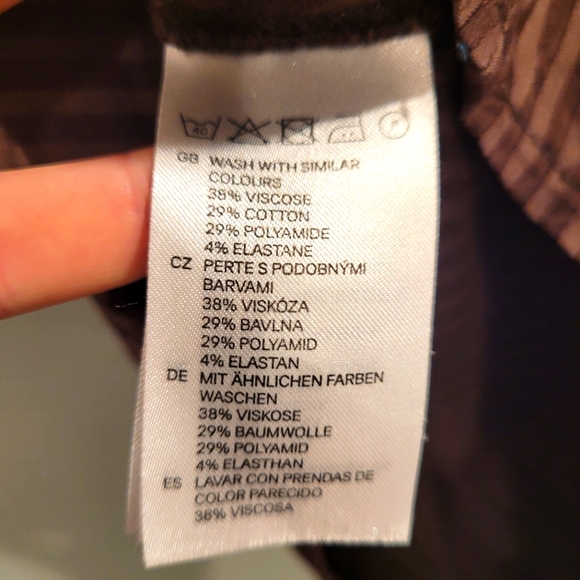 40 P
GB WASH WITH SIMILAR
COLOURS
38% VISCOSE
29% COTTON
29% POLYAMIDE
4% ELASTANE
CZ PERTE S PODOBNÝMI
BARVAMI
38% VISKÓZA
29% BAVLNA
29% POLYAMID
4% ELASTAN
DE MIT ÄHNLICHEN FARBEN
WASCHEN
38% VISKOSE
29% BAUMWOLLE
29% POLYAMID
4% ELASTHAN
ES LAVAR CON PRENDAS DE
COLOR PARECIDO
38% VISCOSA